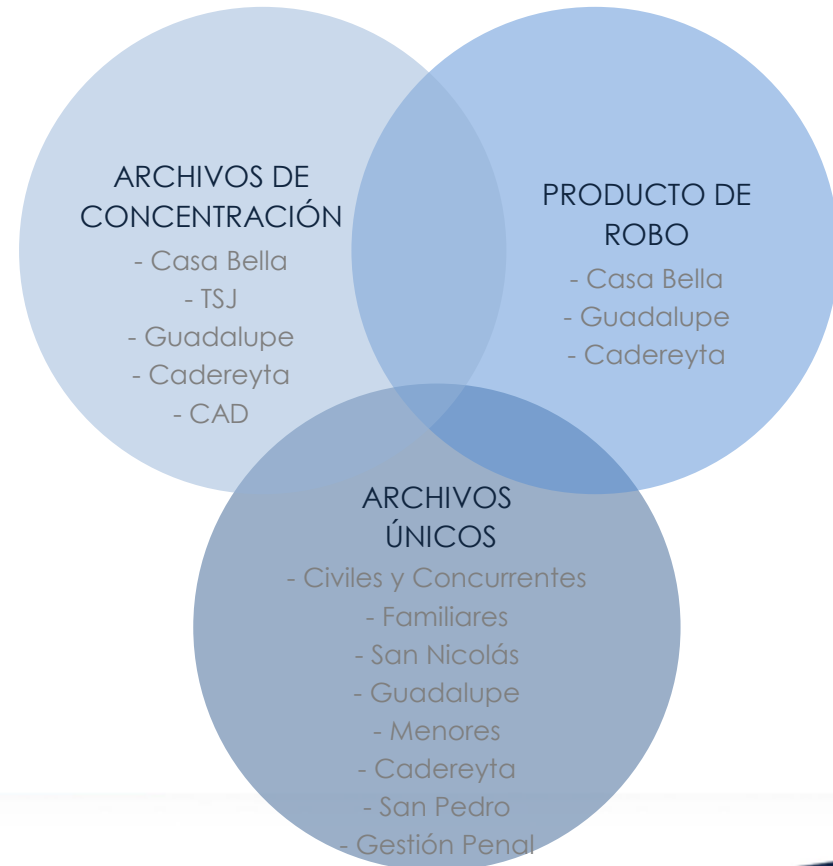 ARCHIVOS DE
CONCENTRACIÓN
- Casa Bella
- TSJ
- Guadalupe
- Cadereyta
- CAD
PRODUCTO DE
ROBO
- Casa Bella
- Guadalupe
- Cadereyta
ARCHIVOS
ÚNICOS
- Civiles y Concurrentes
- Familiares
- San Nicolás
- Guadalupe
- Menores
- Cadereyta
- San Pedro
- Gestión Penal